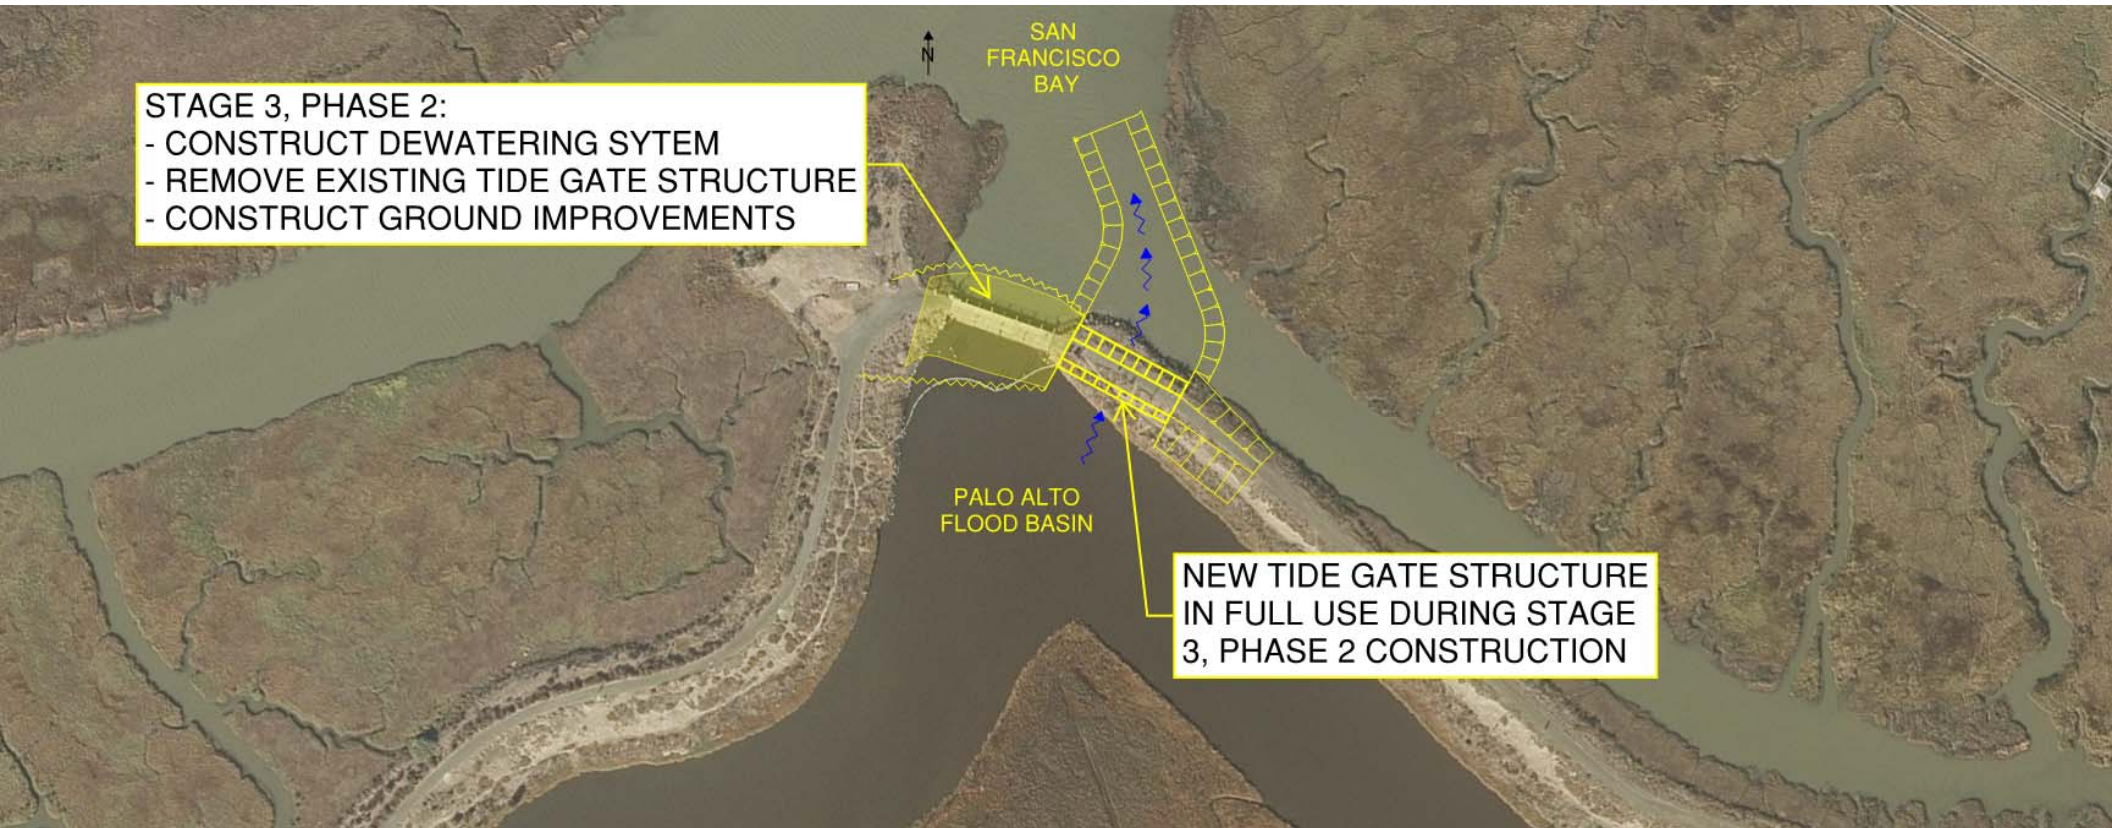 SAN
FRANCISCO
BAY
N
STAGE 3, PHASE 2:
- CONSTRUCT DEWATERING SYTEM
- REMOVE EXISTING TIDE GATE STRUCTURE
- CONSTRUCT GROUND IMPROVEMENTS
PALO ALTO
FLOOD BASIN
NEW TIDE GATE STRUCTURE
IN FULL USE DURING STAGE
3, PHASE 2 CONSTRUCTION